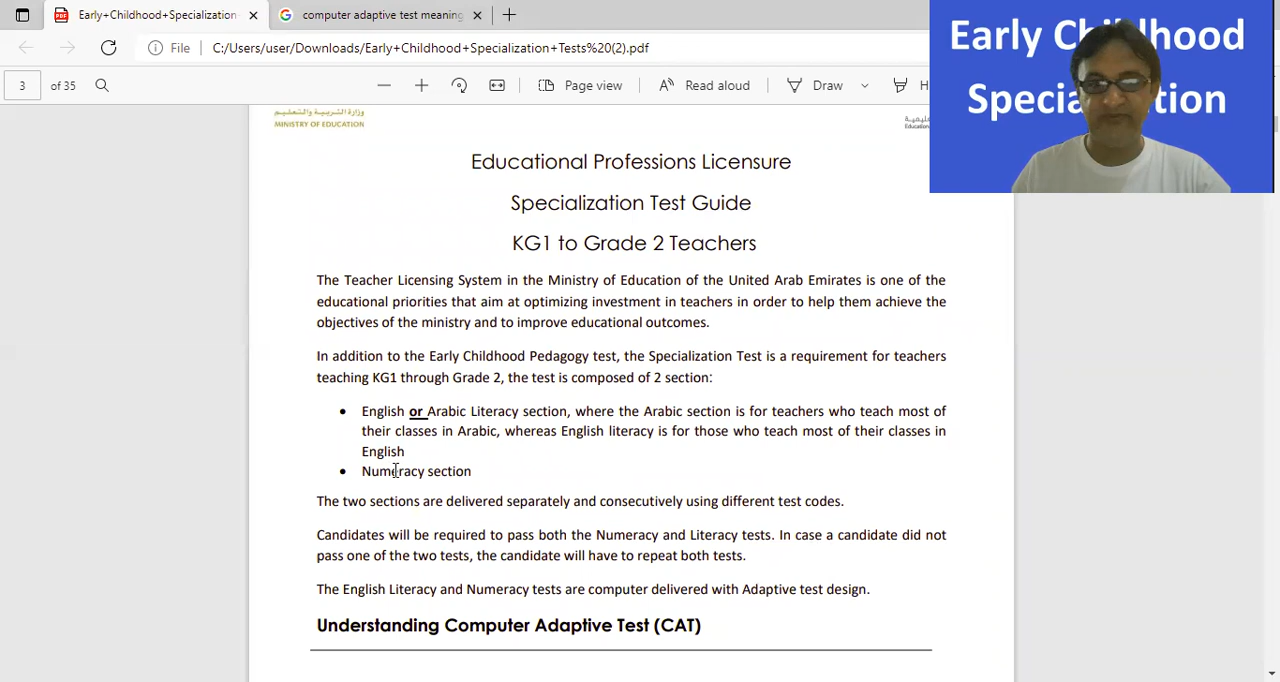 Early+Childhood+Specialization
computer adaptive test meaning
File
C:/Users/user/Downloads/Early+Childhood+Specialization+Tests%20(2).pdf
3 of 35
Page view
Read aloud
Draw
H
Early Childhood
Specialization
وزارة التربية والتعليم
MINISTRY OF EDUCATION
Educational Professions Licensure
Specialization Test Guide
KG1 to Grade 2 Teachers
The Teacher Licensing System in the Ministry of Education of the United Arab Emirates is one of the
educational priorities that aim at optimizing investment in teachers in order to help them achieve the
objectives of the ministry and to improve educational outcomes.
In addition to the Early Childhood Pedagogy test, the Specialization Test is a requirement for teachers
teaching KG1 through Grade 2, the test is composed of 2 section:
• English or Arabic Literacy section, where the Arabic section is for teachers who teach most of
their classes in Arabic, whereas English literacy is for those who teach most of their classes in
English
• Numeracy section
The two sections are delivered separately and consecutively using different test codes.
Candidates will be required to pass both the Numeracy and Literacy tests. In case a candidate did not
pass one of the two tests, the candidate will have to repeat both tests.
The English Literacy and Numeracy tests are computer delivered with Adaptive test design.
Understanding Computer Adaptive Test (CAT)